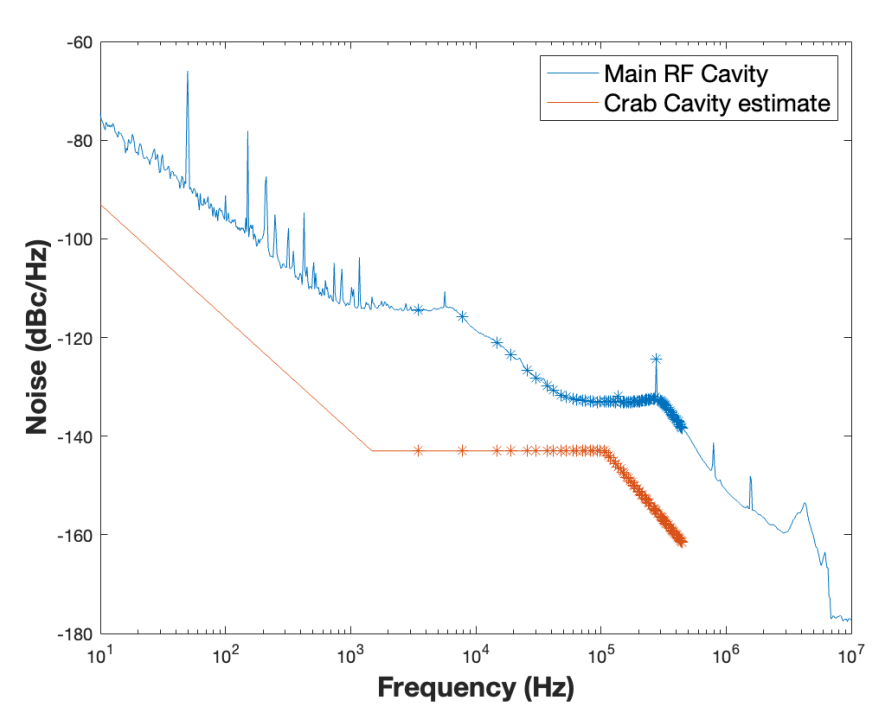 -60
-80
-100
-120
-140
-160
-180
Noise (dBc/Hz)
Main RF Cavity
Crab Cavity estimate
10^1 10^2 10^3 10^4 10^5 10^6 10^7
Frequency (Hz)